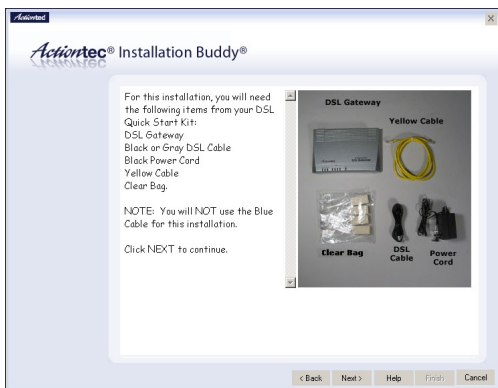 Actiontec
Actiontec® Installation Buddy®
For this installation, you will need
the following items from your DSL
Quick Start Kit:
DSL Gateway
Black or Gray DSL Cable
Black Power Cord
Yellow Cable
Clear Bag.
NOTE: You will NOT use the Blue
Cable for this installation.
Click NEXT to continue.
DSL Gateway
Yellow Cable
Clear Bag
DSL
Cable
Power
Cord
< Back
Next >
Help
Finish
Cancel